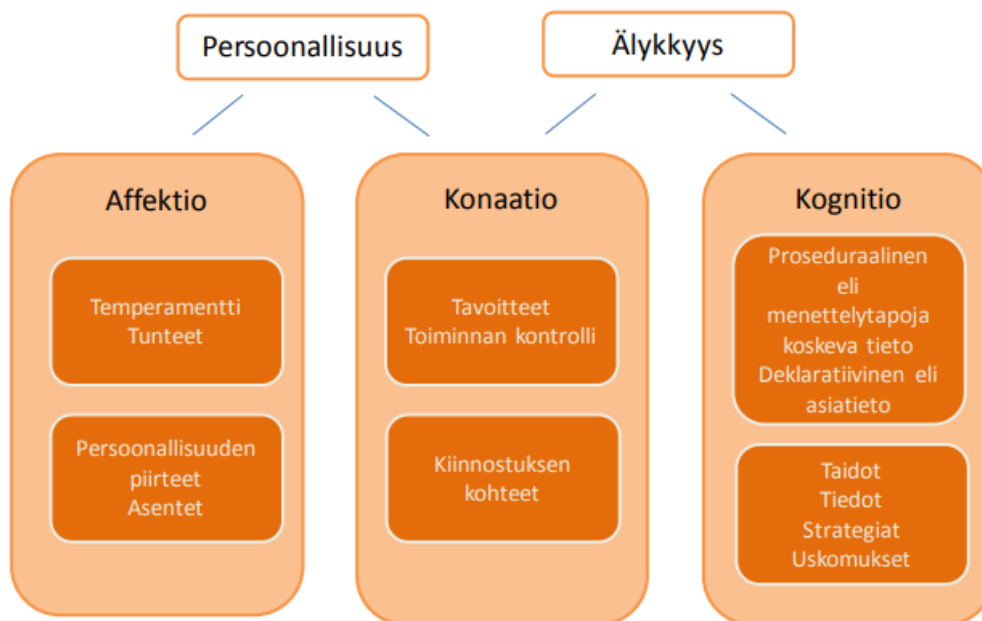 Persoonallisuus
Älykkyys
Affektio
Temperamentti
Tunteet
Persoonallisuuden
piirteet
Asentet
Konaatio
Tavoitteet
Toiminnan kontrolli
Kiinnostuksen
kohteet
Kognitio
Proseduraalinen
eli
menettelytapoja
koskeva tieto
Deklaratiivinen eli
asiatieto
Taidot
Tiedot
Strategiat
Uskomukset